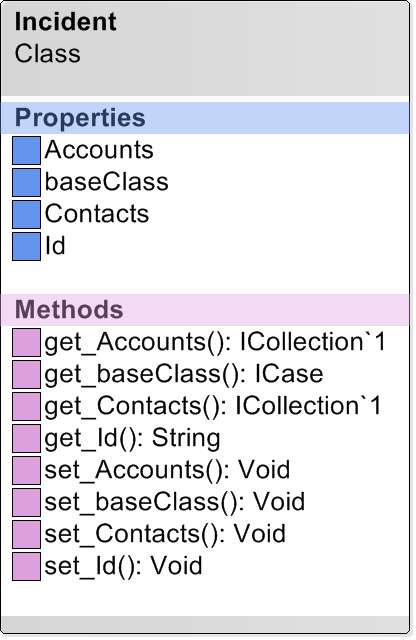 Incident
Class
Properties
Accounts
baseClass
Contacts
Id
Methods
get_Accounts(): ICollection`1
get_baseClass(): ICase
get_Contacts(): ICollection`1
get_Id(): String
set_Accounts(): Void
set_baseClass(): Void
set_Contacts(): Void
set_Id(): Void